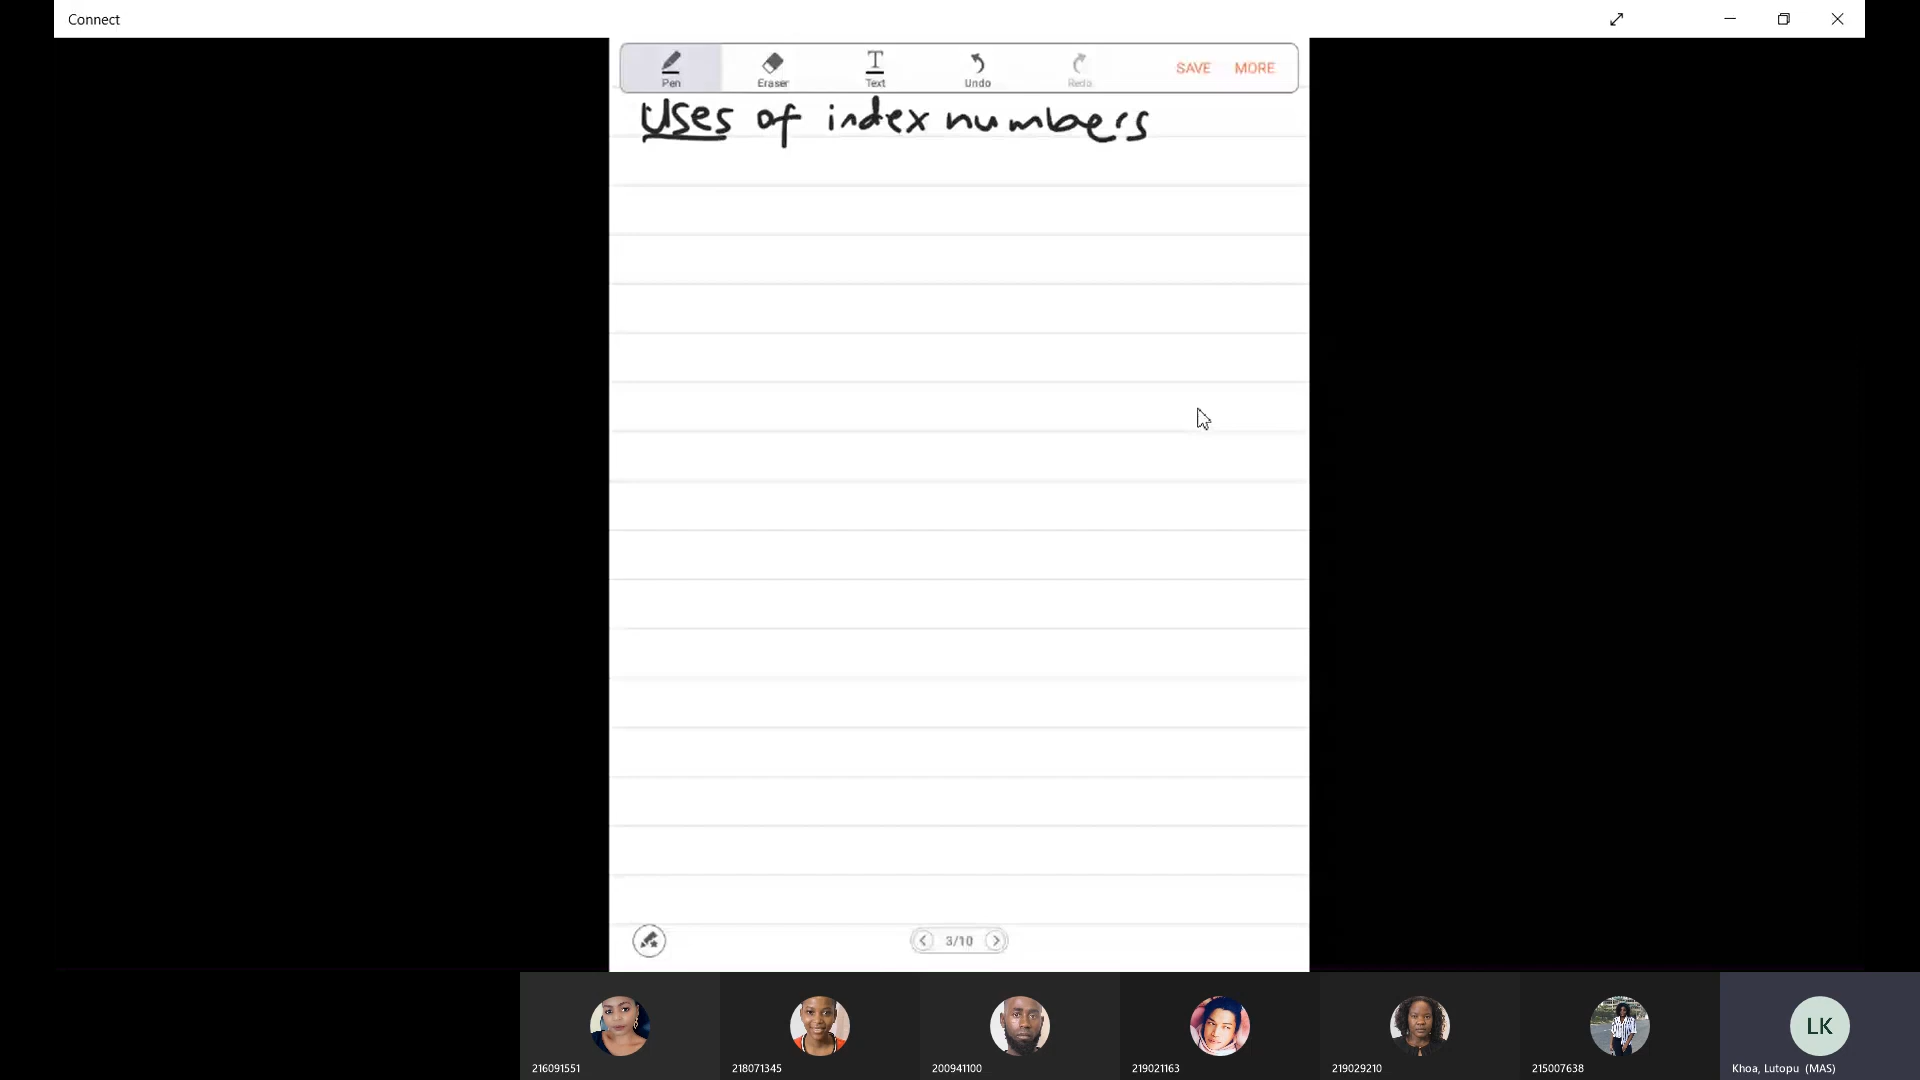 Connect
Pen Eraser Text Undo Redo SAVE MORE
Uses of index numbers
3/10
LK
216091551 218071345 200941100 219021163 219029210 215007638 Khoa, Lutopu (MAS)